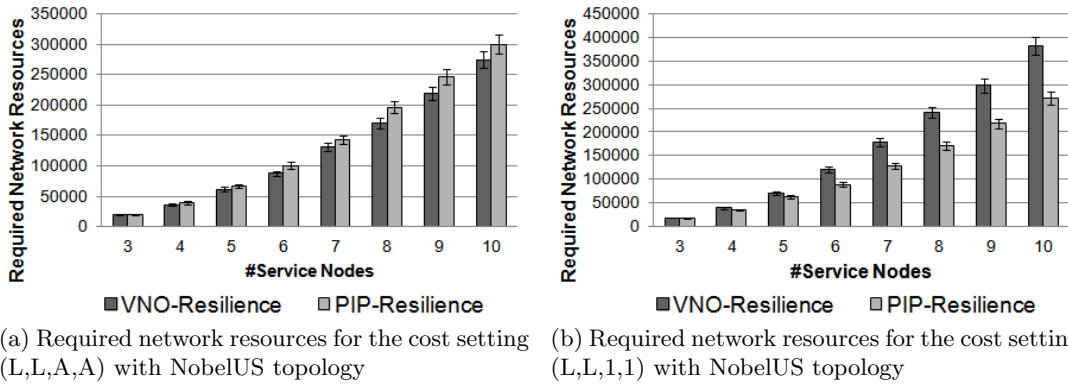 350000
300000
250000
200000
150000
100000
50000
0
Required Network Resources
3 4 5 6 7 8 9 10
#Service Nodes
VNO-Resilience PIP-Resilience
(a) Required network resources for the cost setting
(L,L,A,A) with NobelUS topology
450000
400000
350000
300000
250000
200000
150000
100000
50000
0
Required Network Resources
3 4 5 6 7 8 9 10
#Service Nodes
VNO-Resilience PIP-Resilience
(b) Required network resources for the cost settin
(L,L,1,1) with NobelUS topology